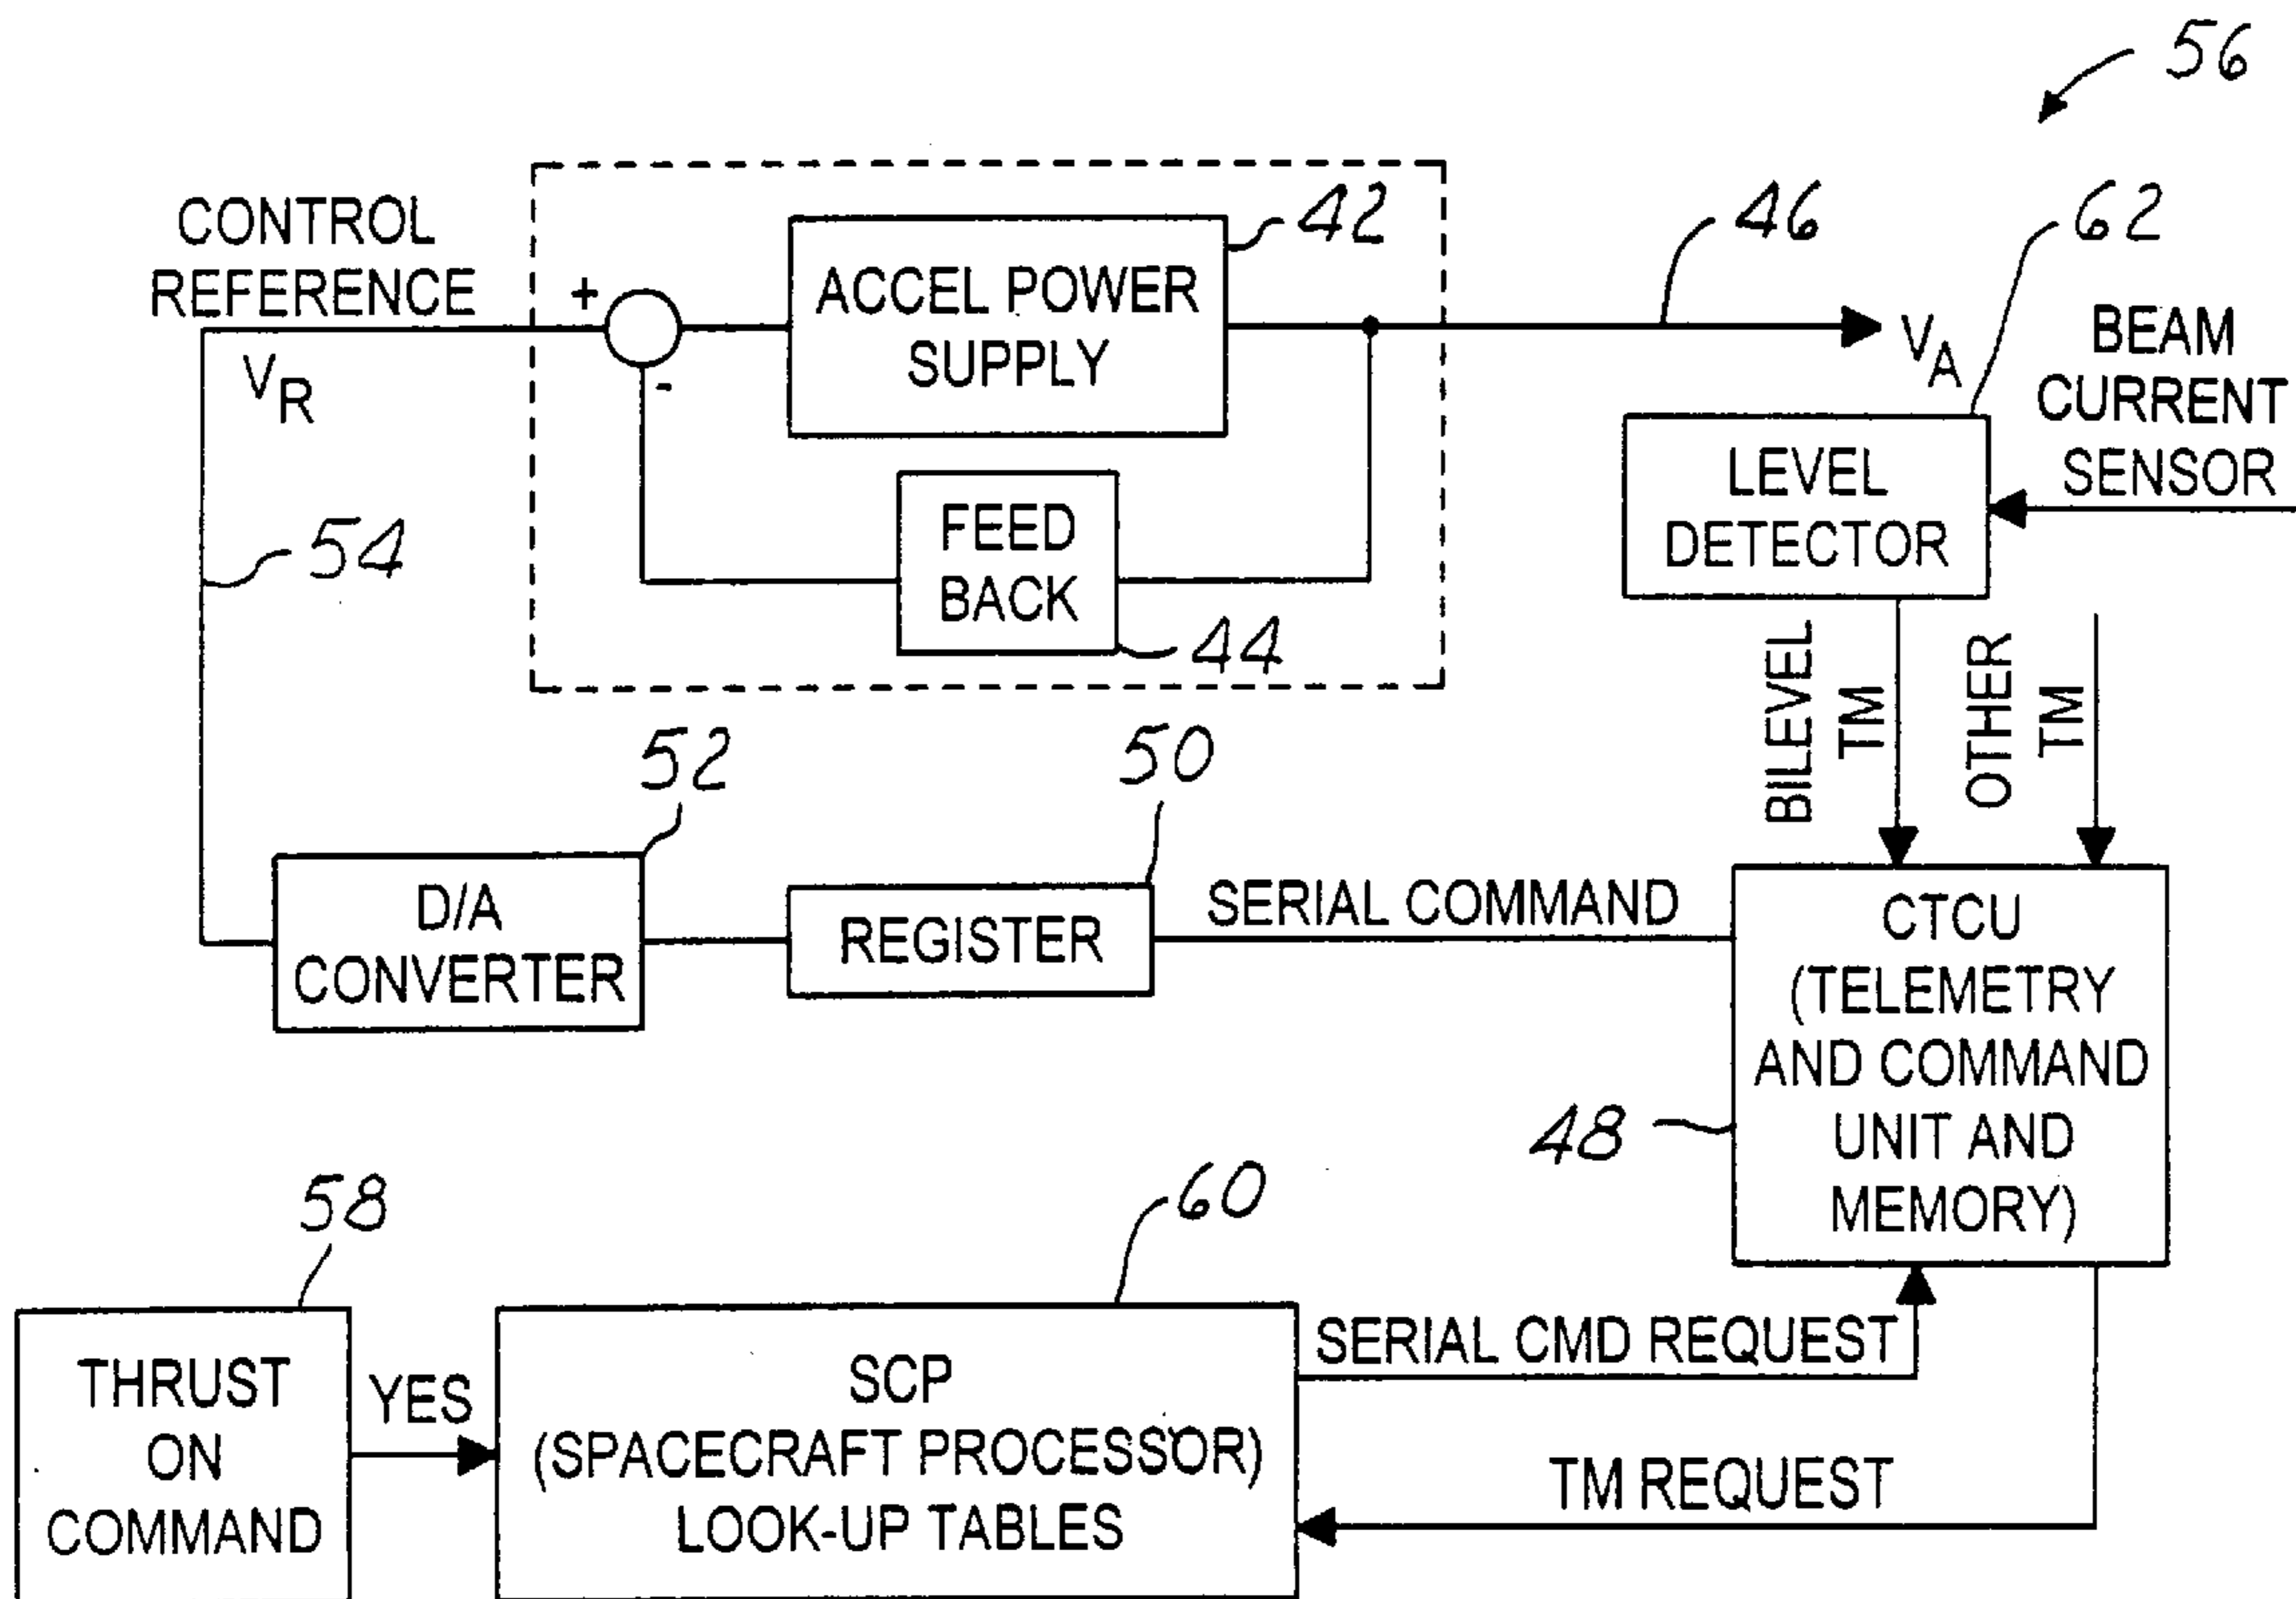 56
CONTROL
REFERENCE
V_R
+
-
42
ACCEL POWER
SUPPLY
46
62
V_A
BEAM
CURRENT
SENSOR
LEVEL
DETECTOR
FEED
BACK
44
54
BILEVEL
TM
OTHER
TM
52
50
D/A
CONVERTER
REGISTER
SERIAL COMMAND
CTCU
(TELEMETRY
AND COMMAND
UNIT AND
MEMORY)
48
58
60
THRUST
ON
COMMAND
YES
SCP
(SPACECRAFT PROCESSOR)
LOOK-UP TABLES
SERIAL CMD REQUEST
TM REQUEST